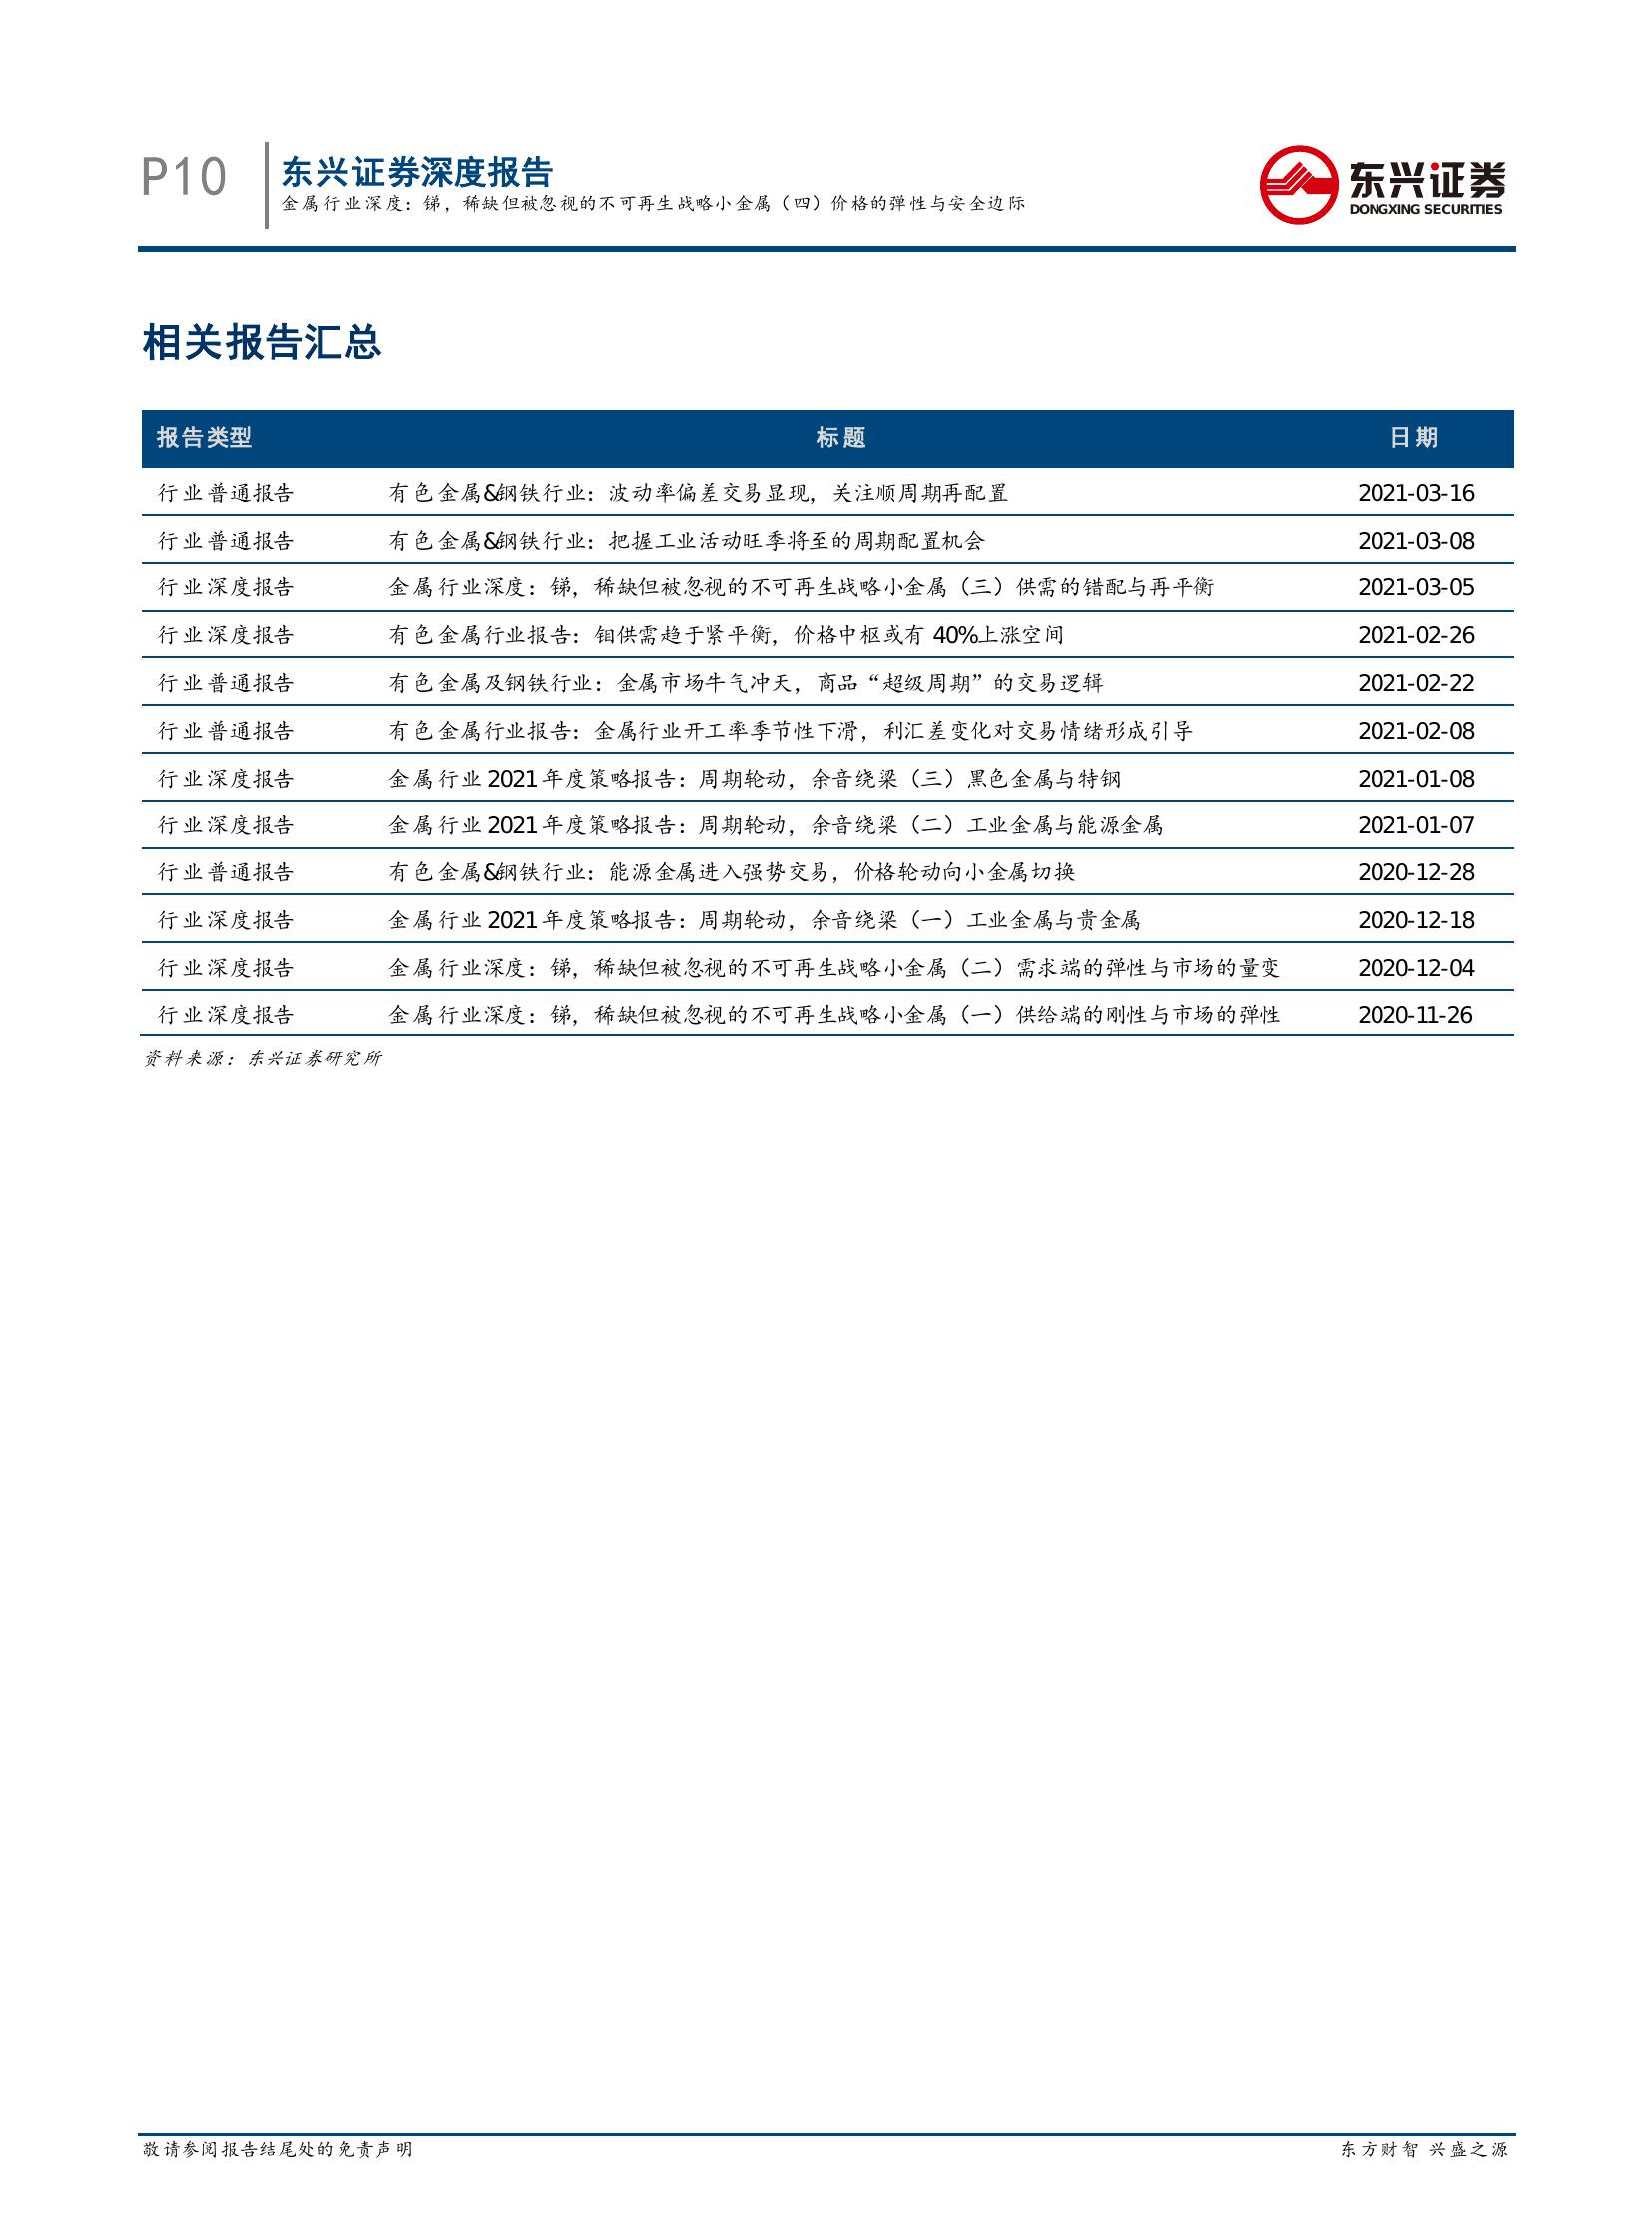 P10
东兴证券深度报告
金属行业深度：锑，稀缺但被忽视的不可再生战略小金属（四）价格的弹性与安全边际
东兴证券
DONGXING SECURITIES
相关报告汇总
报告类型 标题 日期
行业普通报告 有色金属&钢铁行业：波动率偏差交易显现，关注顺周期再配置 2021-03-16
行业普通报告 有色金属&钢铁行业：把握工业活动旺季将至的周期配置机会 2021-03-08
行业深度报告 金属行业深度：锑，稀缺但被忽视的不可再生战略小金属（三）供需的错配与再平衡 2021-03-05
行业深度报告 有色金属行业报告：钼供需趋于紧平衡，价格中枢或有 40%上涨空间 2021-02-26
行业普通报告 有色金属及钢铁行业：金属市场牛气冲天，商品“超级周期”的交易逻辑 2021-02-22
行业普通报告 有色金属行业报告：金属行业开工率季节性下滑，利汇差变化对交易情绪形成引导 2021-02-08
行业深度报告 金属行业 2021 年度策略报告：周期轮动，余音绕梁（三）黑色金属与特钢 2021-01-08
行业深度报告 金属行业 2021 年度策略报告：周期轮动，余音绕梁（二）工业金属与能源金属 2021-01-07
行业普通报告 有色金属&钢铁行业：能源金属进入强势交易，价格轮动向小金属切换 2020-12-28
行业深度报告 金属行业 2021 年度策略报告：周期轮动，余音绕梁（一）工业金属与贵金属 2020-12-18
行业深度报告 金属行业深度：锑，稀缺但被忽视的不可再生战略小金属（二）需求端的弹性与市场的量变 2020-12-04
行业深度报告 金属行业深度：锑，稀缺但被忽视的不可再生战略小金属（一）供给端的刚性与市场的弹性 2020-11-26
资料来源：东兴证券研究所
敬请参阅报告结尾处的免责声明 东方财智 兴盛之源